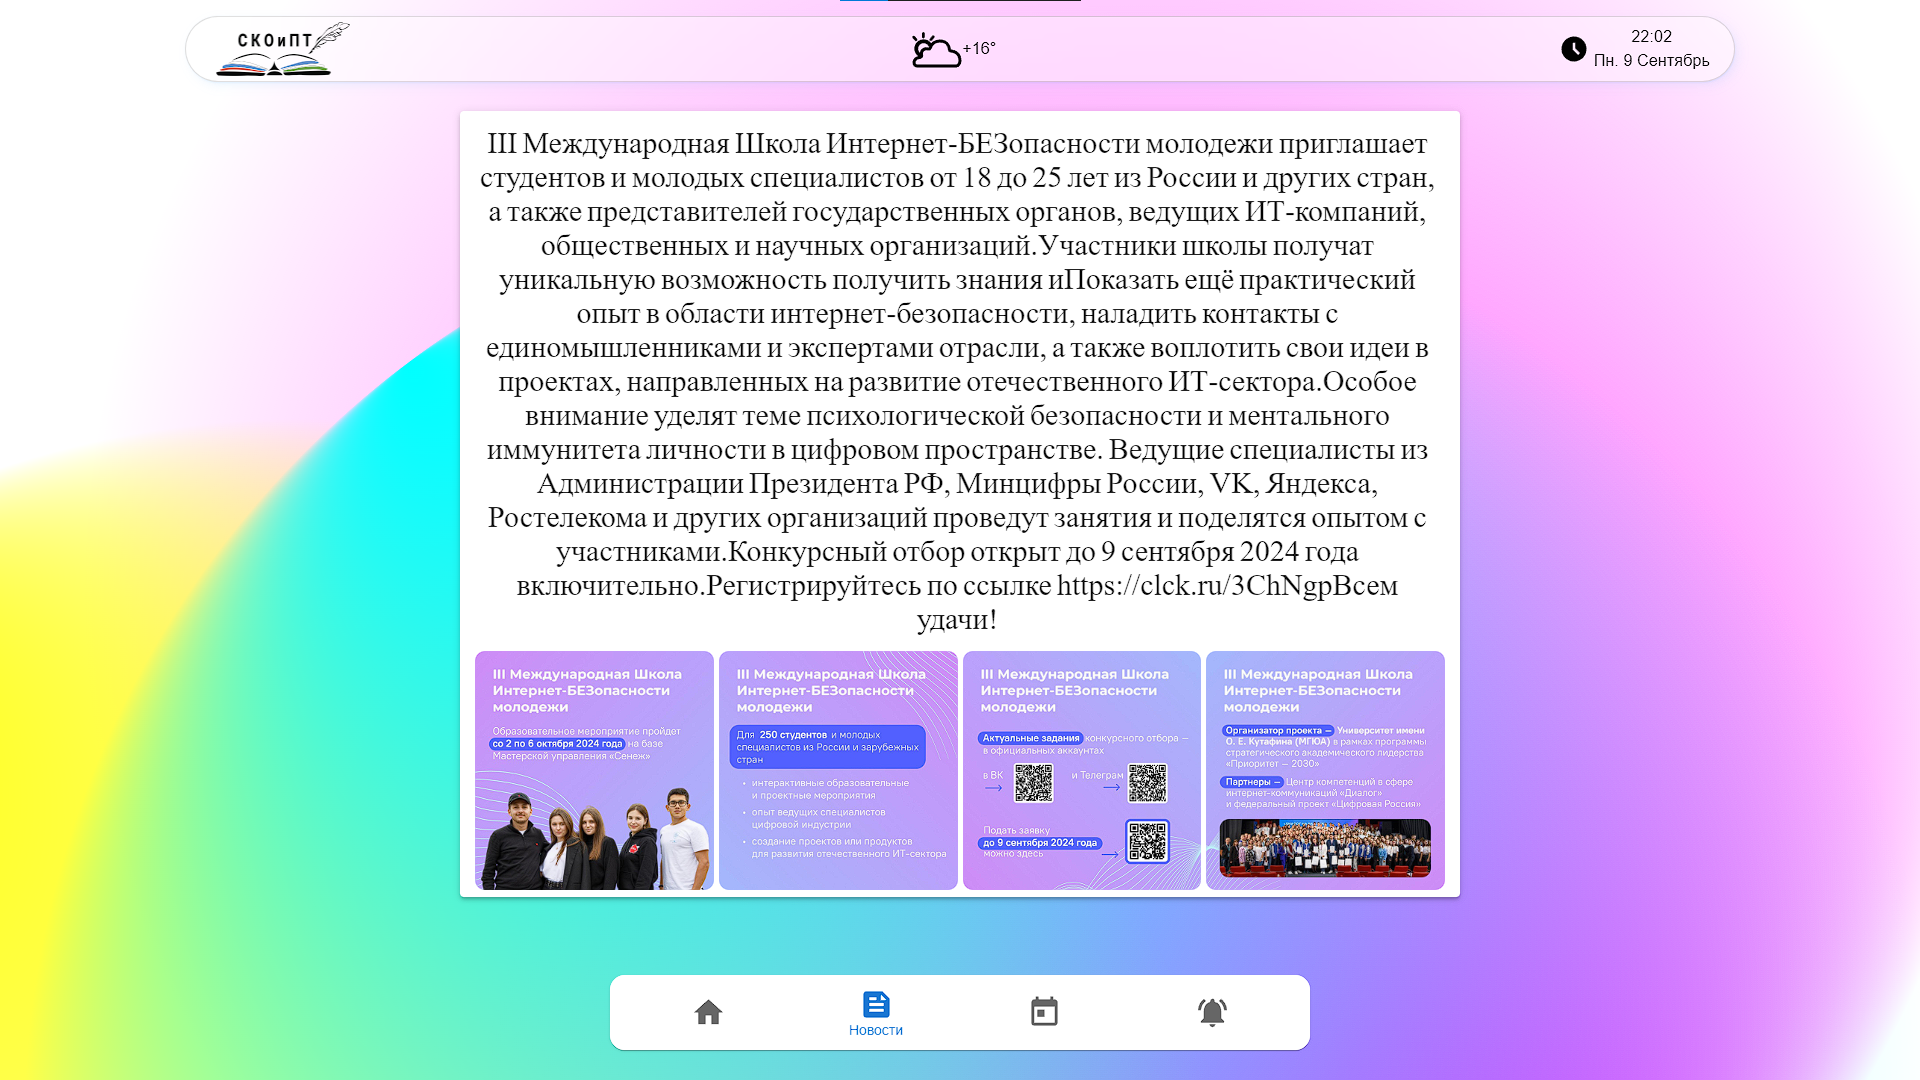 СКОиПТ
+16°
22:02
Пн. 9 Сентябрь
III Международная Школа Интернет-БЕЗопасности молодежи приглашает
студентов и молодых специалистов от 18 до 25 лет из России и других стран,
а также представителей государственных органов, ведущих ИТ-компаний,
общественных и научных организаций.Участники школы получат
уникальную возможность получить знания иПоказать ещё практический
опыт в области интернет-безопасности, наладить контакты с
единомышленниками и экспертами отрасли, а также воплотить свои идеи в
проектах, направленных на развитие отечественного ИТ-сектора.Особое
внимание уделят теме психологической безопасности и ментального
иммунитета личности в цифровом пространстве. Ведущие специалисты из
Администрации Президента РФ, Минцифры России, VK, Яндекса,
Ростелекома и других организаций проведут занятия и поделятся опытом с
участниками.Конкурсный отбор открыт до 9 сентября 2024 года
включительно.Регистрируйтесь по ссылке https://clck.ru/3ChNgpВсем
удачи!
III Международная Школа
Интернет-БЕЗопасности
молодежи
Образовательное мероприятие пройдет
со 2 по 6 октября 2024 года на базе
Мастерской управления «Сенеж»
III Международная Школа
Интернет-БЕЗопасности
молодежи
Для 250 студентов и молодых
специалистов из России и зарубежных
стран
• интерактивные образовательные
и проектные мероприятия
• опыт ведущих специалистов
цифровой индустрии
• создание проектов или продуктов
для развития отечественного ИТ-сектора
III Международная Школа
Интернет-БЕЗопасности
молодежи
Актуальные задания конкурсного отбора —
в официальных аккаунтах
в ВК
и Телеграм
Подать заявку
до 9 сентября 2024 года
можно здесь
III Международная Школа
Интернет-БЕЗопасности
молодежи
Организатор проекта — Университет имени
О. Е. Кутафина (МГЮА) в рамках программы
стратегического академического лидерства
«Приоритет — 2030»
Партнеры — Центр компетенций в сфере
интернет-коммуникаций «Диалог»
и федеральный проект «Цифровая Россия»
Новости